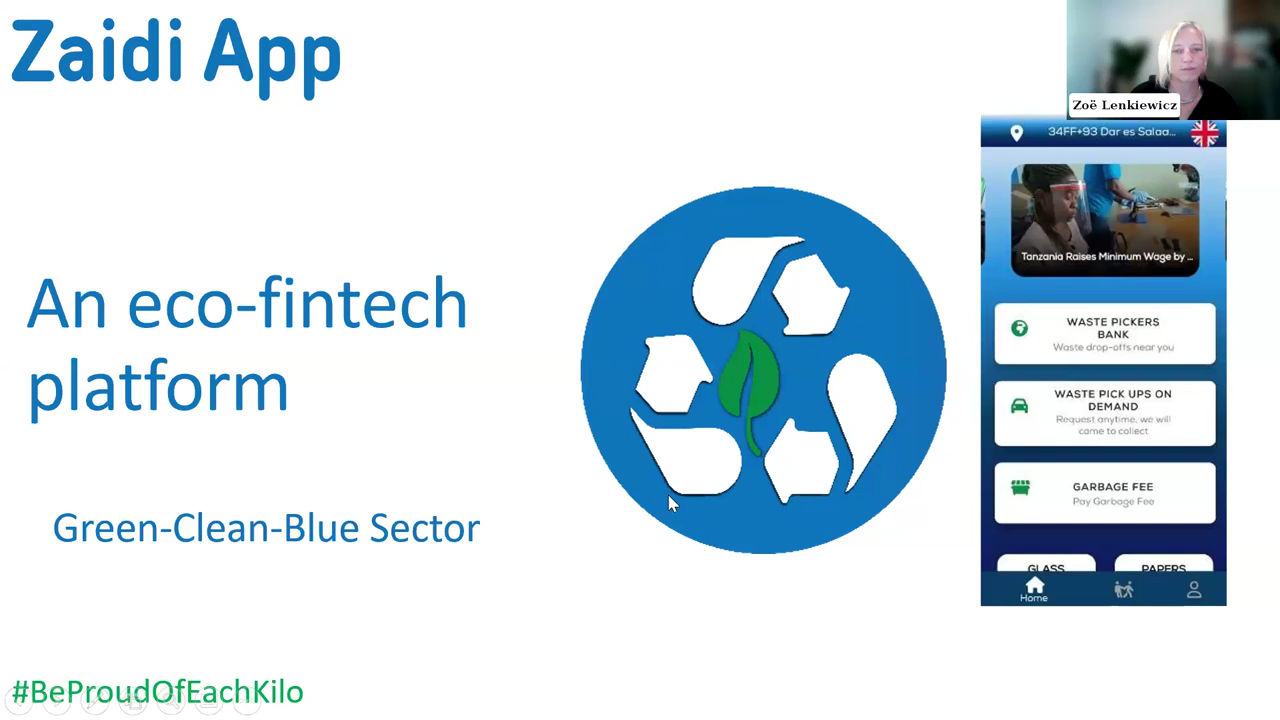 Zaidi App
Zoë Lenkiewicz
34FF+93 Dar es Salaa...
Tanzania Raises Minimum Wage by ...
An eco-fintech
platform
Green-Clean-Blue Sector
WASTE PICKERS
BANK
Waste drop-offs near you
WASTE PICK UPS ON
DEMAND
Request anytime, we will
come to collect
GARBAGE FEE
Pay Garbage Fee
GLASS
PAPERS
Home
#BeProudOfEachKilo